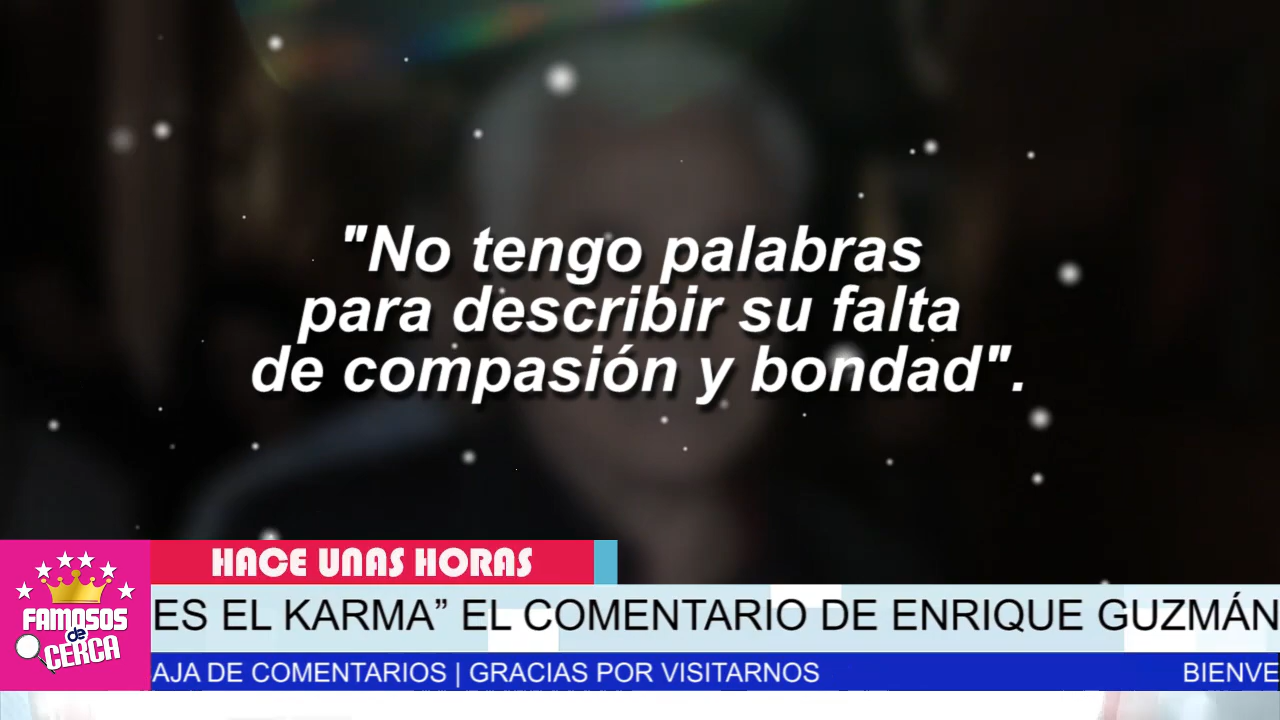 "No tengo palabras
para describir su falta
de compasión y bondad".
HACE UNAS HORAS
FAMOSOS
de
CERCA
ES EL KARMA” EL COMENTARIO DE ENRIQUE GUZMÁN
AJA DE COMENTARIOS | GRACIAS POR VISITARNOS
BIENVE